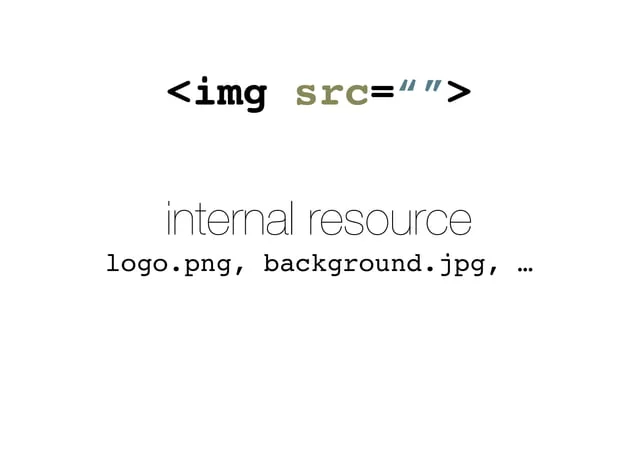 <img src=“”>
internal resource
logo.png, background.jpg, …